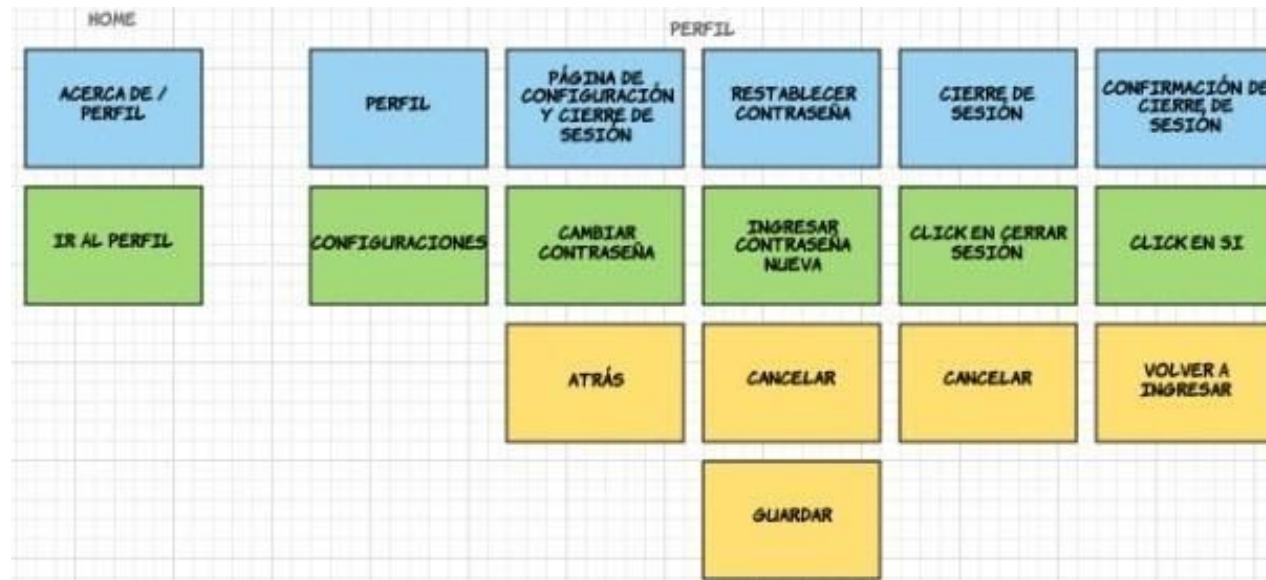 HOME
PERFIL
ACERCA DE /
PERFIL
PERFIL
PÁGINA DE
CONFIGURACIÓN
Y CIERRE DE
SESIÓN
RESTABLECER
CONTRASEÑA
CIERRE DE
SESIÓN
CONFIRMACIÓN DE
CIERRE DE
SESIÓN
IR AL PERFIL
CONFIGURACIONES
CAMBIAR
CONTRASEÑA
INGRESAR
CONTRASEÑA
NUEVA
CLICK EN CERRAR
SESIÓN
CLICK EN SI
ATRÁS
CANCELAR
CANCELAR
VOLVER A
INGRESAR
GUARDAR